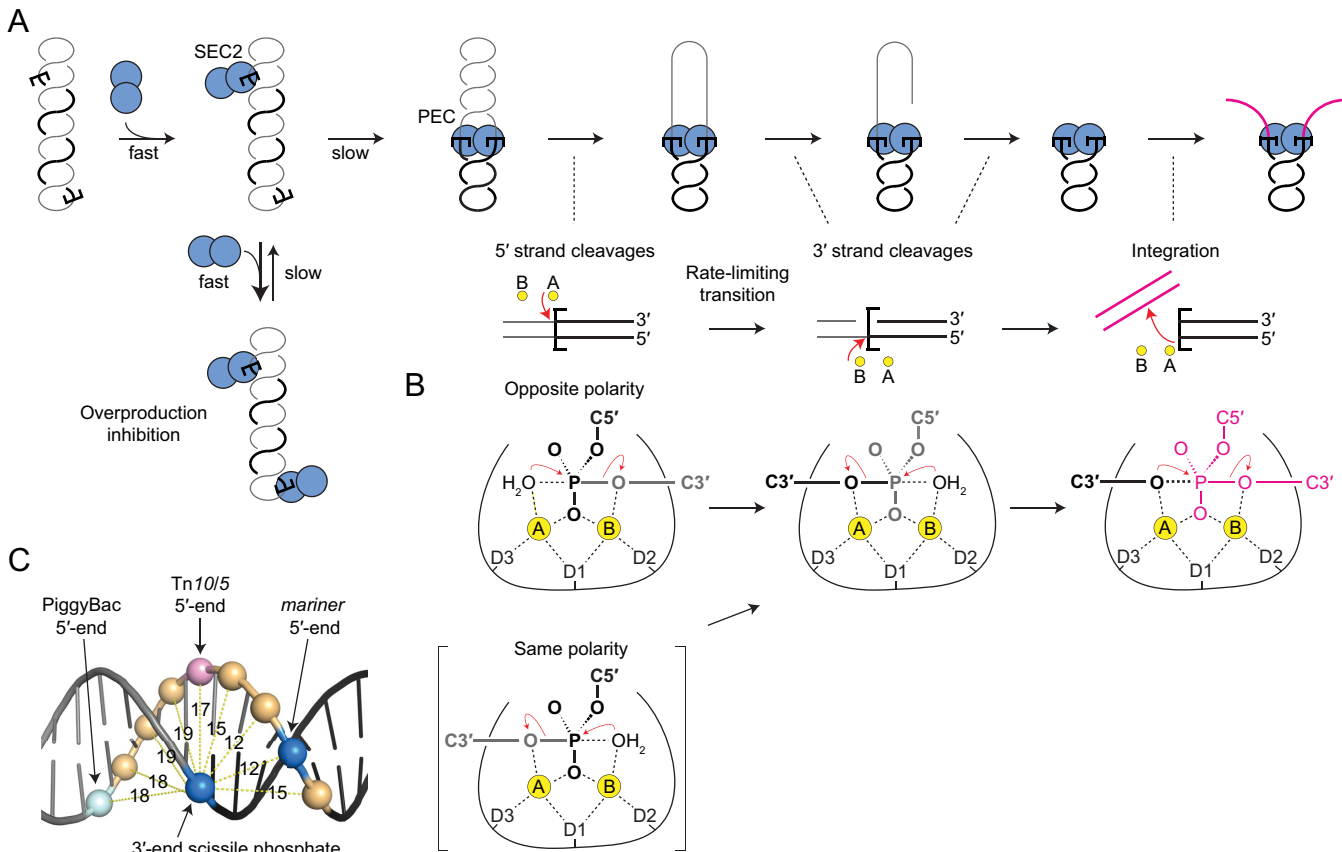 A
SEC2
fast
slow
PEC
fast
slow
Overproduction
inhibition
5′ strand cleavages
B A
3′
5′
Rate-limiting
transition
3′ strand cleavages
3′
5′
B A
Integration
3′
5′
B A
B
Opposite polarity
C5′
O O
H2O P O C3′
O
A B
D3 D1 D2
C5′
O O
C3′ O P OH2
O
A B
D3 D1 D2
C5′
O O
C3′ O P O C3′
O
A B
D3 D1 D2
Same polarity
C5′
O O
C3′ O P OH2
O
A B
D3 D1 D2
C
PiggyBac
5′-end
Tn10/5
5′-end
mariner
5′-end
17
19 15
19 12
18 12
18 15
3′-end scissile phosphate